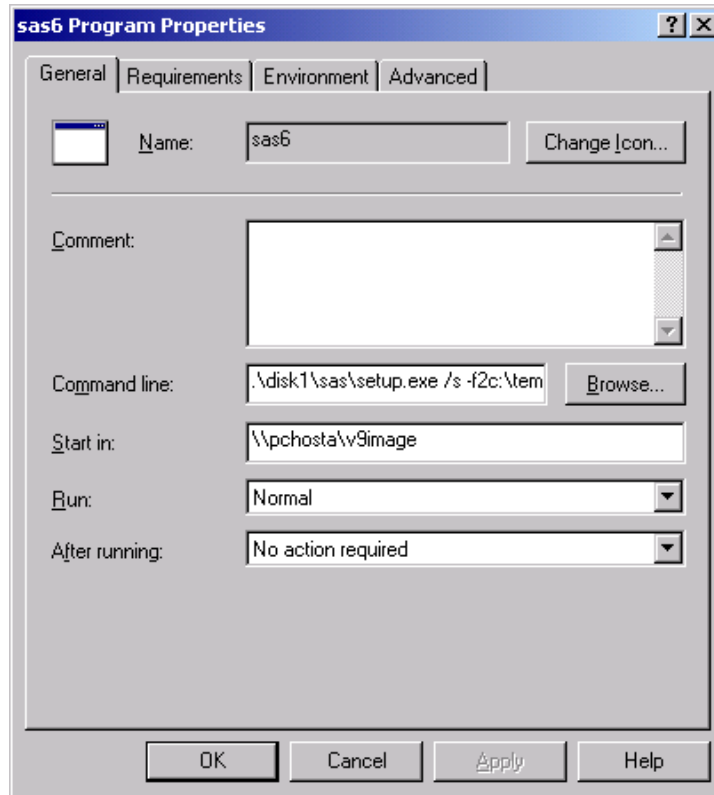 sas6 Program Properties
General Requirements Environment Advanced
Name: sas6 Change Icon...
Comment:
Command line: .\disk1\sas\setup.exe /s -f2c:\tem Browse...
Start in: \\pchosta\v9image
Run: Normal
After running: No action required
OK Cancel Apply Help